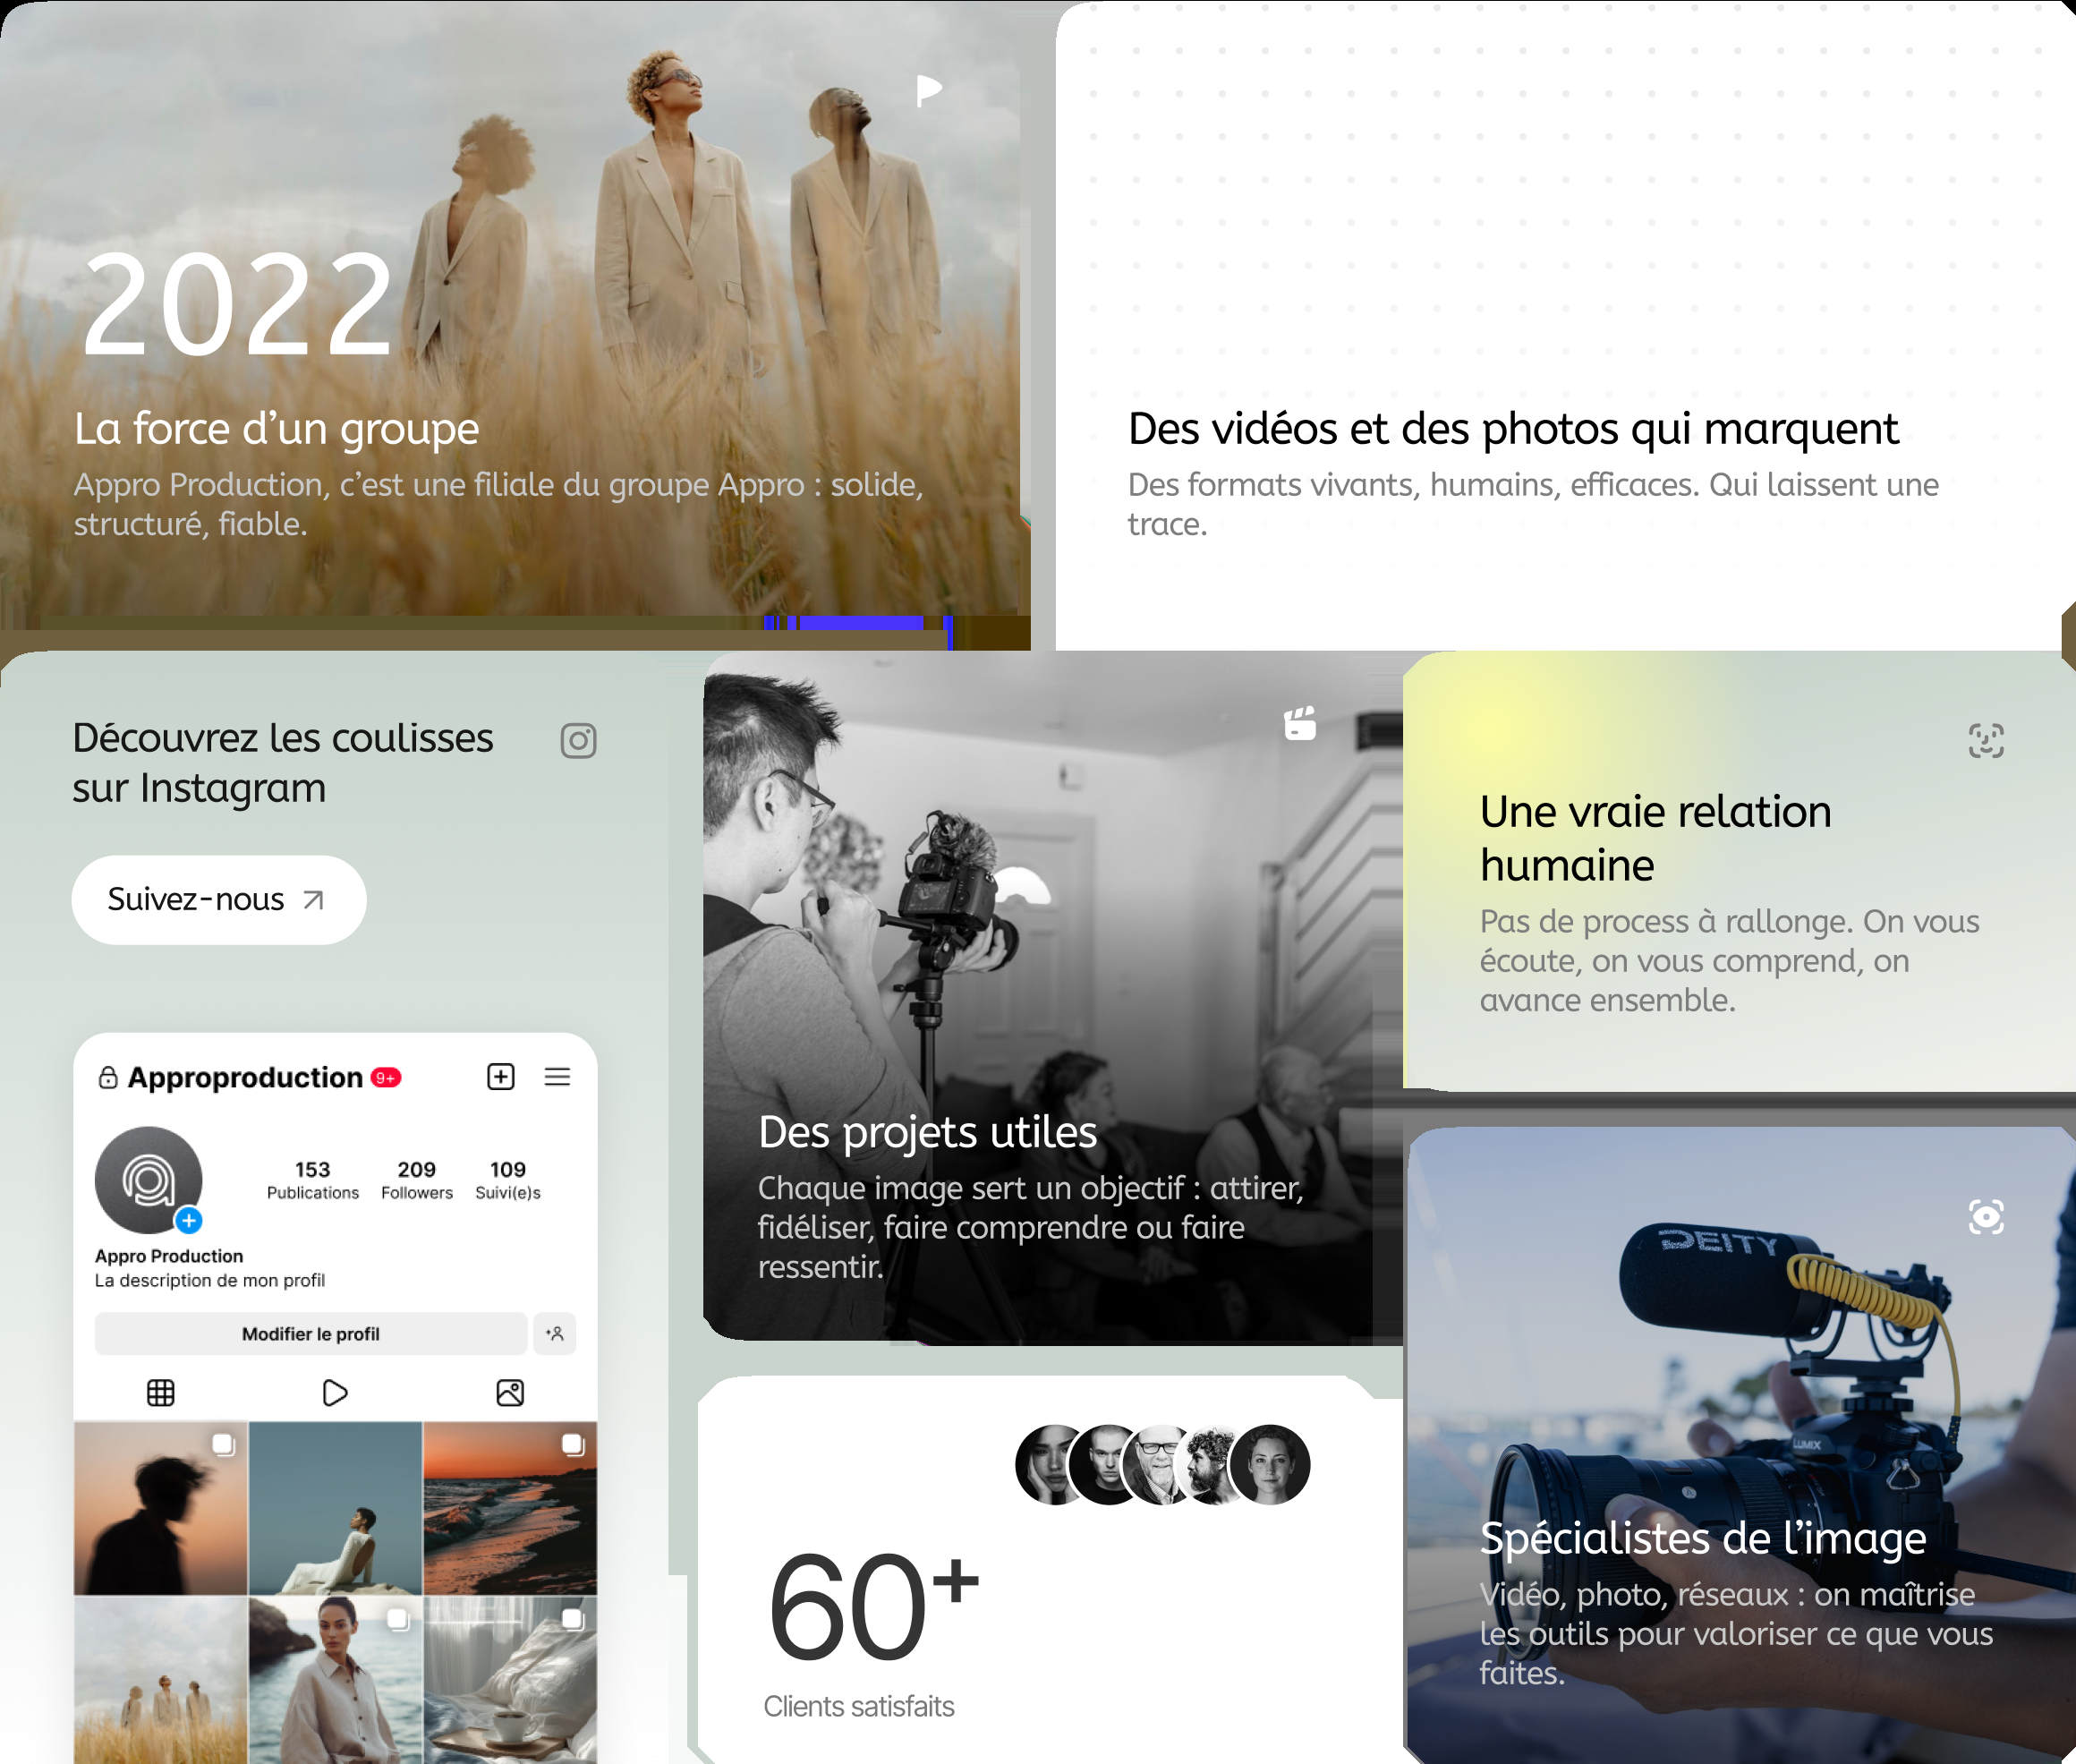 2022
La force d’un groupe
Appro Production, c’est une filiale du groupe Appro : solide,
structuré, fiable.
Des vidéos et des photos qui marquent
Des formats vivants, humains, efficaces. Qui laissent une
trace.
Découvrez les coulisses
sur Instagram
Suivez-nous
Approproduction 9+
153 209 109
Publications Followers Suivi(e)s
Appro Production
La description de mon profil
Modifier le profil
Des projets utiles
Chaque image sert un objectif : attirer,
fidéliser, faire comprendre ou faire
ressentir.
60+
Clients satisfaits
Une vraie relation
humaine
Pas de process à rallonge. On vous
écoute, on vous comprend, on
avance ensemble.
DEITY
LUMIX
Spécialistes de l’image
Vidéo, photo, réseaux : on maîtrise
les outils pour valoriser ce que vous
faites.